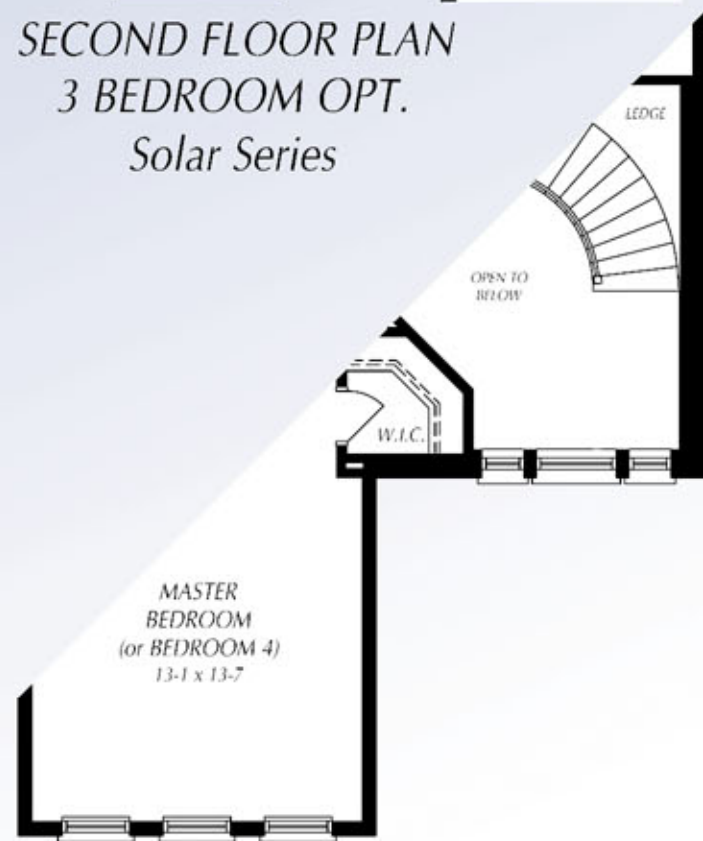 SECOND FLOOR PLAN
3 BEDROOM OPT.
Solar Series
LEDGE
OPEN TO
BELOW
W.I.C.
MASTER
BEDROOM
(or BEDROOM 4)
13-1 x 13-7